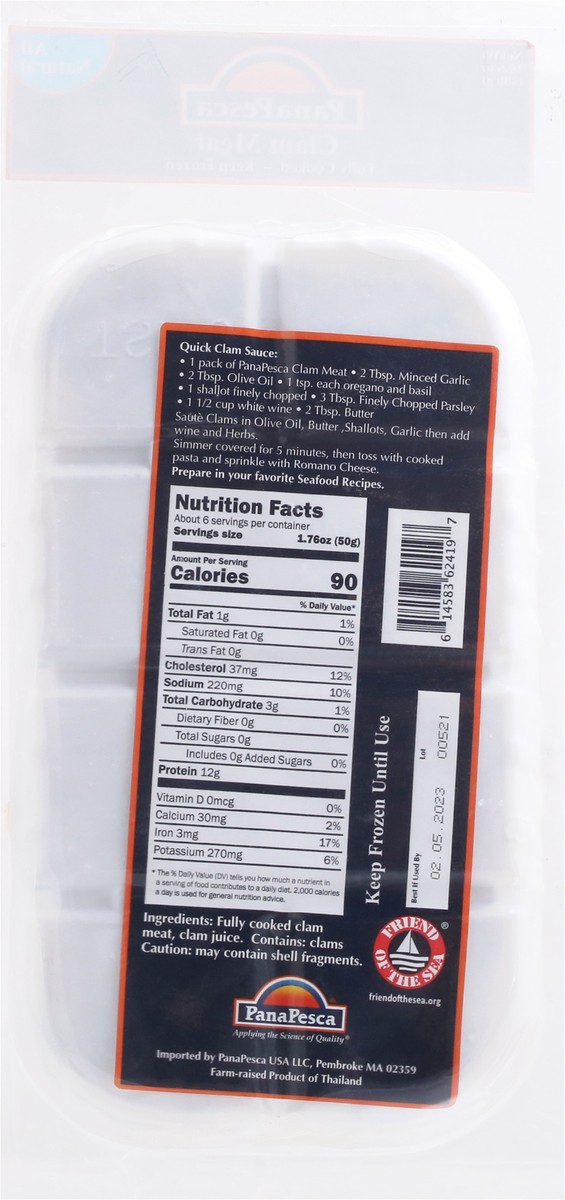 All
Natural
PanaPesca
Clam Meat
Quick Clam Sauce:
• 1 pack of PanaPesca Clam Meat • 2 Tbsp. Minced Garlic
• 2 Tbsp. Olive Oil • 1 tsp. each oregano and basil
• 1 shallot finely chopped • 3 Tbsp. Finely Chopped Parsley
• 1 1/2 cup white wine • 2 Tbsp. Butter
Sautè Clams in Olive Oil, Butter ,Shallots, Garlic then add
wine and Herbs.
Simmer covered for 5 minutes, then toss with cooked
pasta and sprinkle with Romano Cheese.
Prepare in your favorite Seafood Recipes.
Nutrition Facts
About 6 servings per container
Servings size 1.76oz (50g)
Amount Per Serving
Calories 90
% Daily Value*
Total Fat 1g 1%
Saturated Fat 0g 0%
Trans Fat 0g
Cholesterol 37mg 12%
Sodium 220mg 10%
Total Carbohydrate 3g 1%
Dietary Fiber 0g 0%
Total Sugars 0g
Includes 0g Added Sugars 0%
Protein 12g
Vitamin D 0mcg 0%
Calcium 30mg 2%
Iron 3mg 17%
Potassium 270mg 6%
* The % Daily Value (DV) tells you how much a nutrient in
a serving of food contributes to a daily diet. 2,000 calories
a day is used for general nutrition advice.
6 14583 62419 7
Keep Frozen Until Use
Best If Used By Lot
02.05.2023 00521
Ingredients: Fully cooked clam
meat, clam juice. Contains: clams
Caution: may contain shell fragments.
FRIEND
OF THE SEA
®
friendofthesea.org
PanaPesca
Applying the Science of Quality®
Imported by PanaPesca USA LLC, Pembroke MA 02359
Farm-raised Product of Thailand